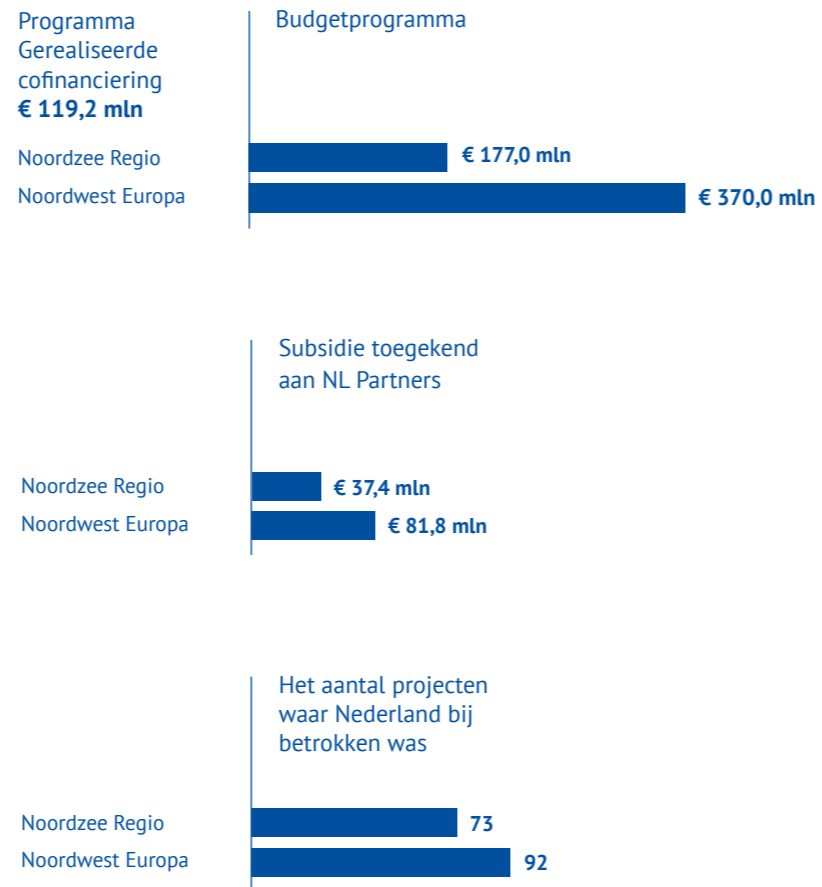 Programma
Gerealiseerde
cofinanciering
€ 119,2 mln
Budgetprogramma
Noordzee Regio
€ 177,0 mln
Noordwest Europa
€ 370,0 mln
Subsidie toegekend
aan NL Partners
Noordzee Regio
€ 37,4 mln
Noordwest Europa
€ 81,8 mln
Het aantal projecten
waar Nederland bij
betrokken was
Noordzee Regio
73
Noordwest Europa
92